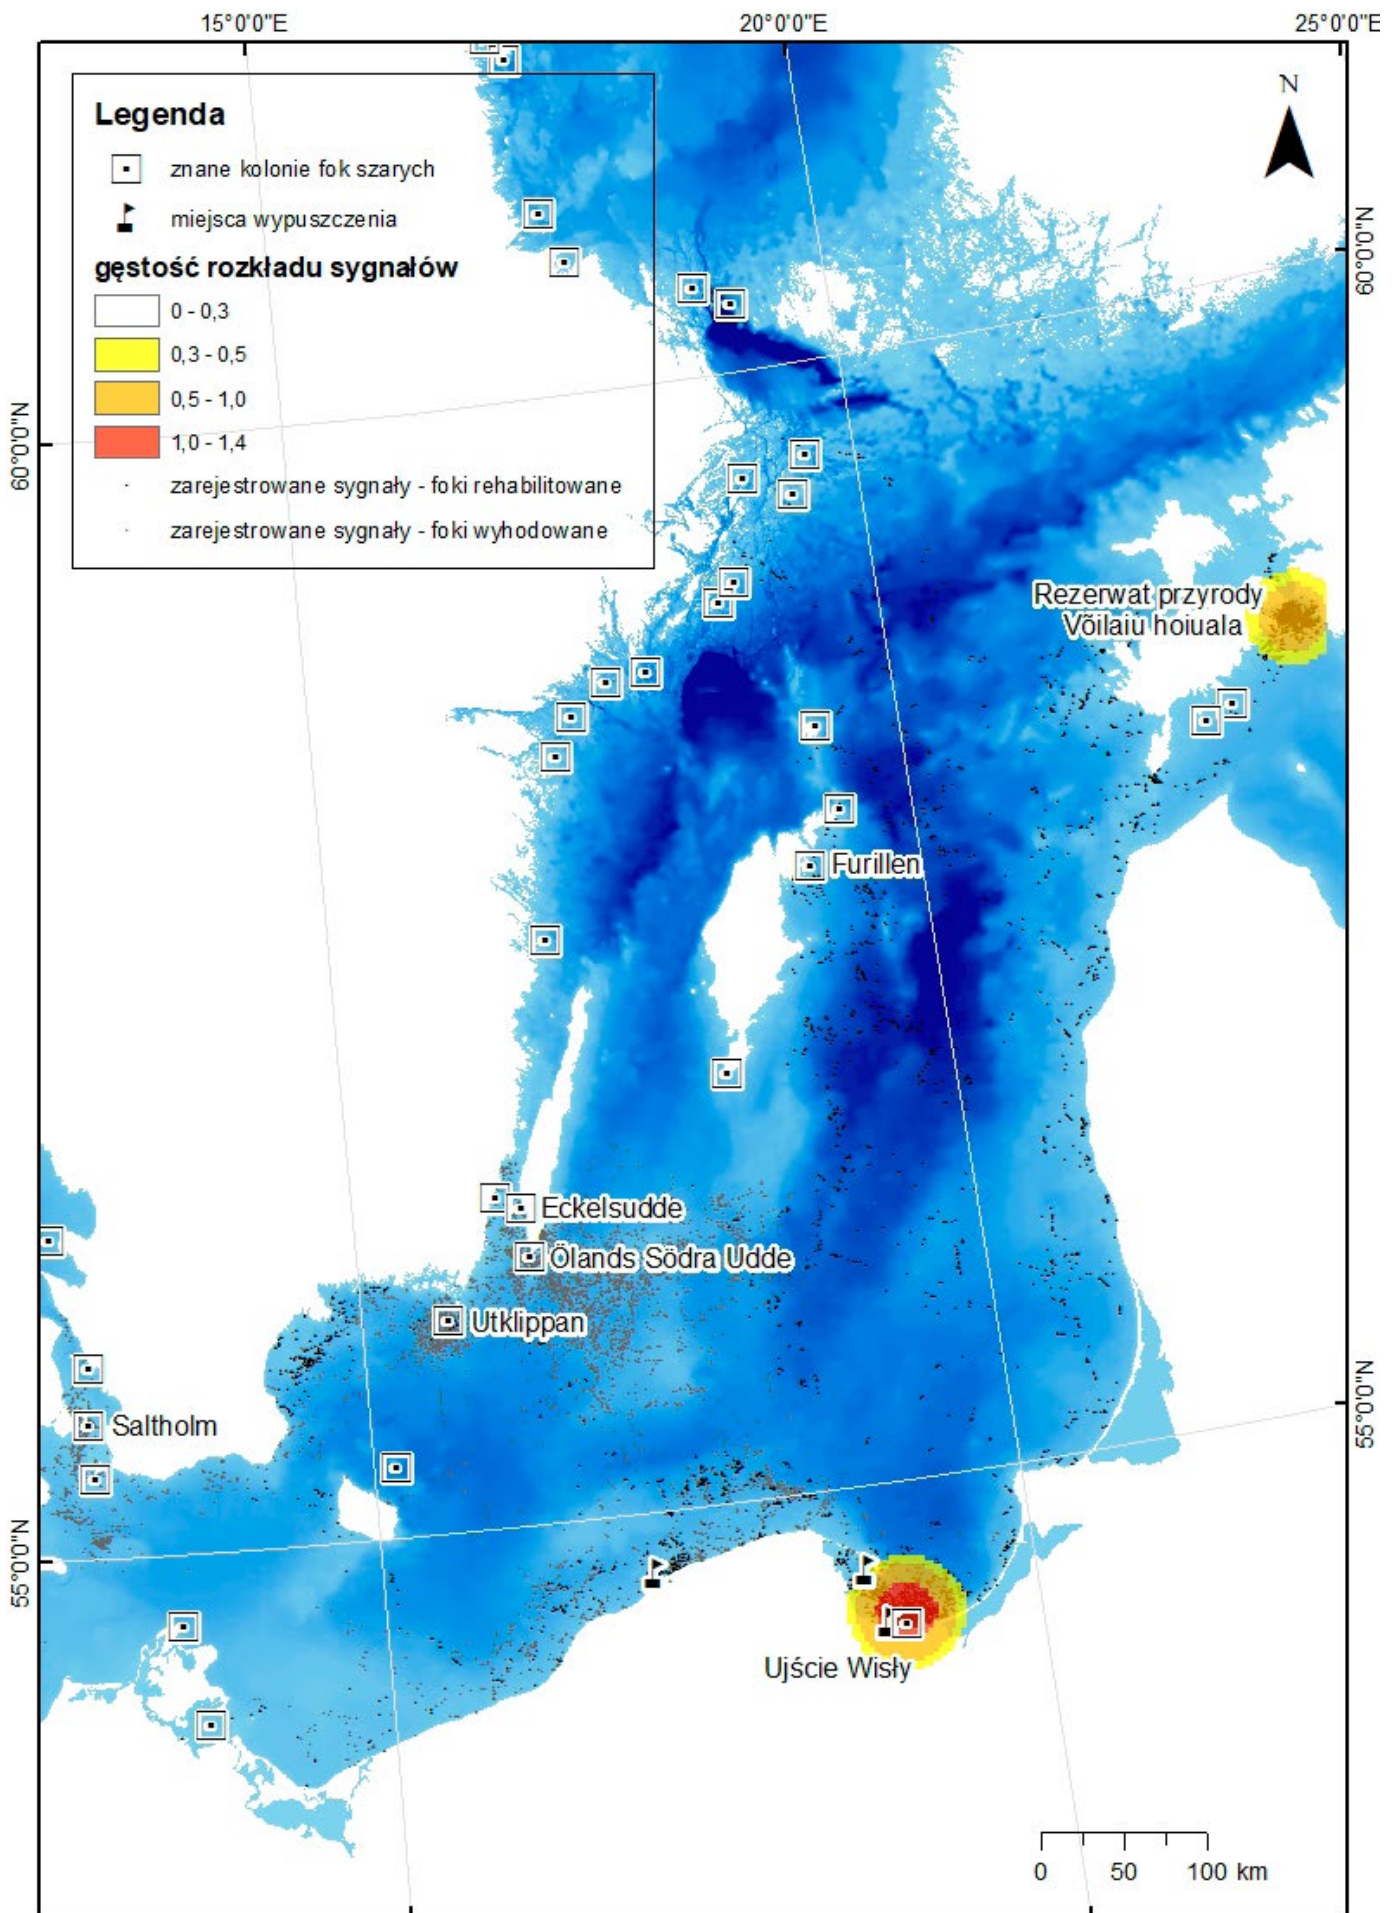 15°0'0"E
20°0'0"E
25°0'0"E
N
Legenda
znane kolonie fok szarych
miejsca wypuszczenia
gęstość rozkładu sygnałów
0 - 0,3
0,3 - 0,5
0,5 - 1,0
1,0 - 1,4
zarejestrowane sygnały - foki rehabilitowane
zarejestrowane sygnały - foki wyhodowane
60°0'0"N
60°0'0"N
Rezerwat przyrody
Võilaiu hoiuala
Furillen
Eckelsudde
Ölands Södra Udde
Utklippan
Saltholm
55°0'0"N
55°0'0"N
Ujście Wisły
0 50 100 km